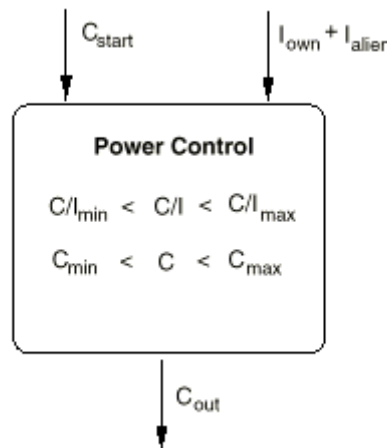 C_start
I_own + I_alien
Power Control
C/I_min < C/I < C/I_max
C_min < C < C_max
C_out